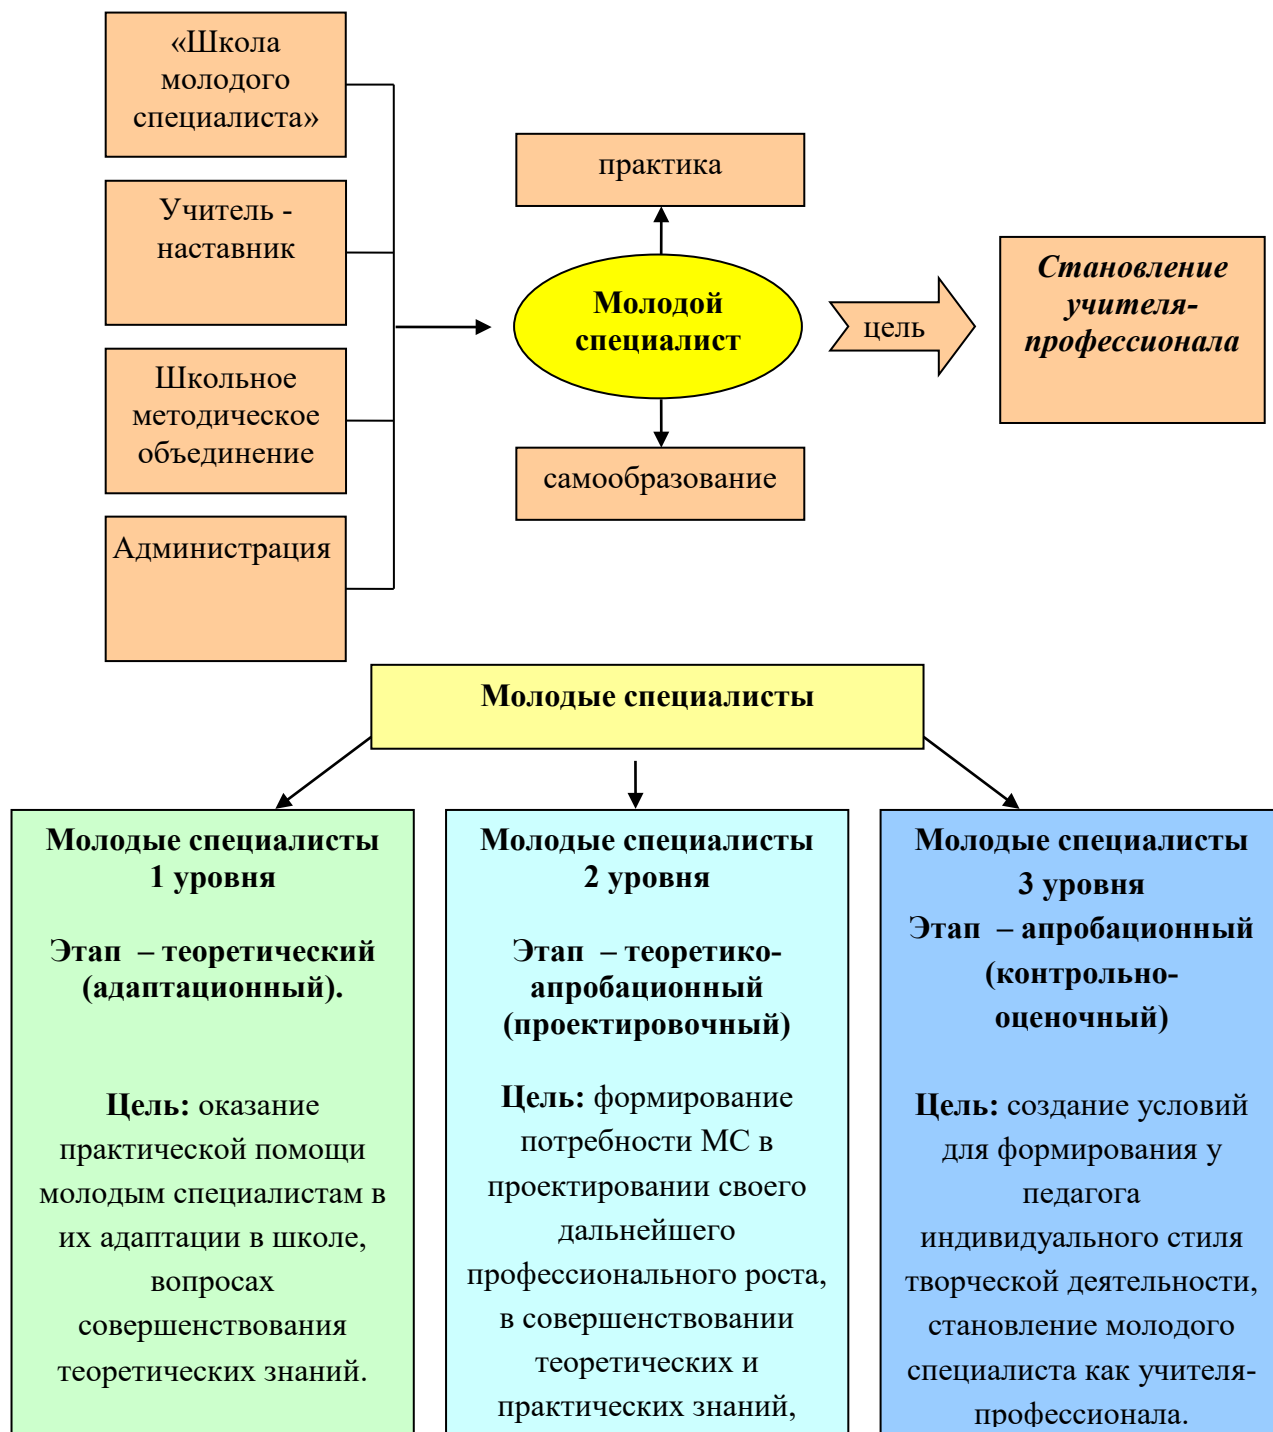 «Школа
молодого
специалиста»
Учитель -
наставник
Школьное
методическое
объединение
Администрация
практика
Молодой
специалист
самообразование
цель
Становление
учителя-
профессионала
Молодые специалисты
Молодые специалисты
1 уровня
Этап – теоретический
(адаптационный).
Цель: оказание
практической помощи
молодым специалистам в
их адаптации в школе,
вопросах
совершенствования
теоретических знаний.
Молодые специалисты
2 уровня
Этап – теоретико-
апробационный
(проектировочный)
Цель: формирование
потребности МС в
проектировании своего
дальнейшего
профессионального роста,
в совершенствовании
теоретических и
практических знаний,
Молодые специалисты
3 уровня
Этап – апробационный
(контрольно-
оценочный)
Цель: создание условий
для формирования у
педагога
индивидуального стиля
творческой деятельности,
становление молодого
специалиста как учителя-
профессионала.